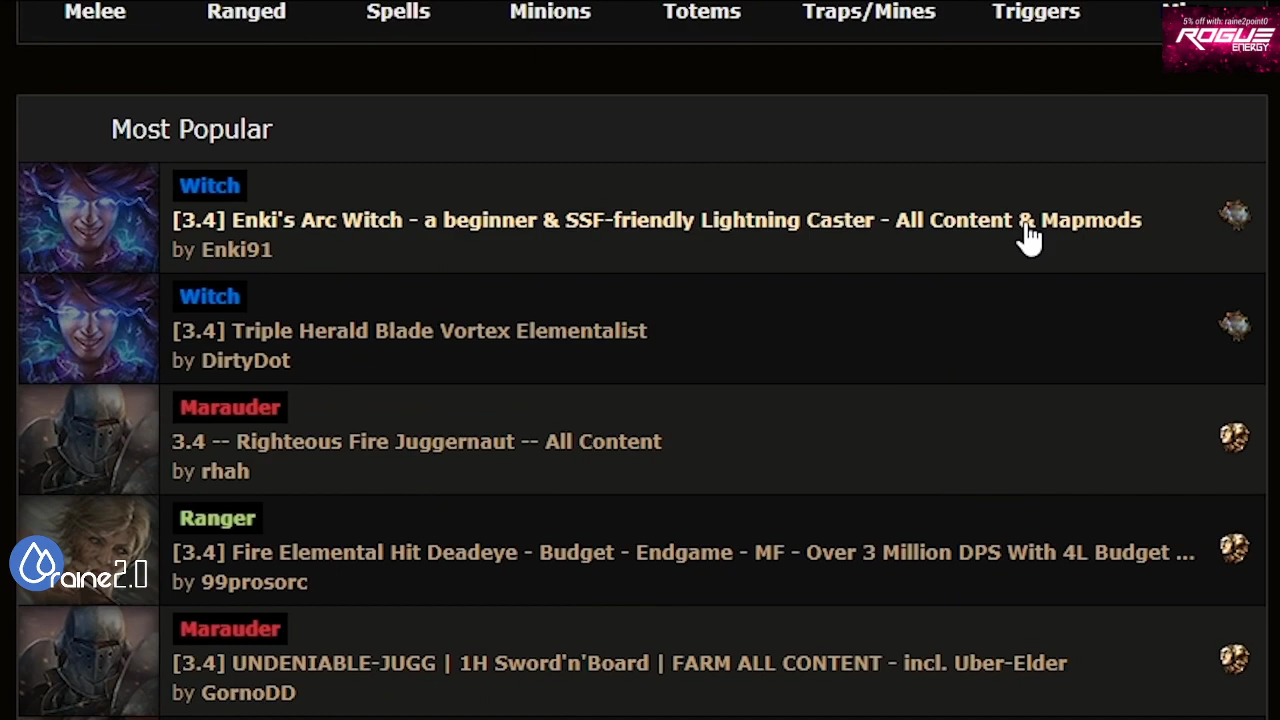 Melee Ranged Spells Minions Totems Traps/Mines Triggers
5% off with: raine2point0
ROGUE
ENERGY
Most Popular
Witch
[3.4] Enki's Arc Witch - a beginner & SSF-friendly Lightning Caster - All Content & Mapmods
by Enki91
Witch
[3.4] Triple Herald Blade Vortex Elementalist
by DirtyDot
Marauder
3.4 -- Righteous Fire Juggernaut -- All Content
by rhah
Ranger
[3.4] Fire Elemental Hit Deadeye - Budget - Endgame - MF - Over 3 Million DPS With 4L Budget ...
by 99prosorc
raine2.0
Marauder
[3.4] UNDENIABLE-JUGG | 1H Sword'n'Board | FARM ALL CONTENT - incl. Uber-Elder
by GornoDD